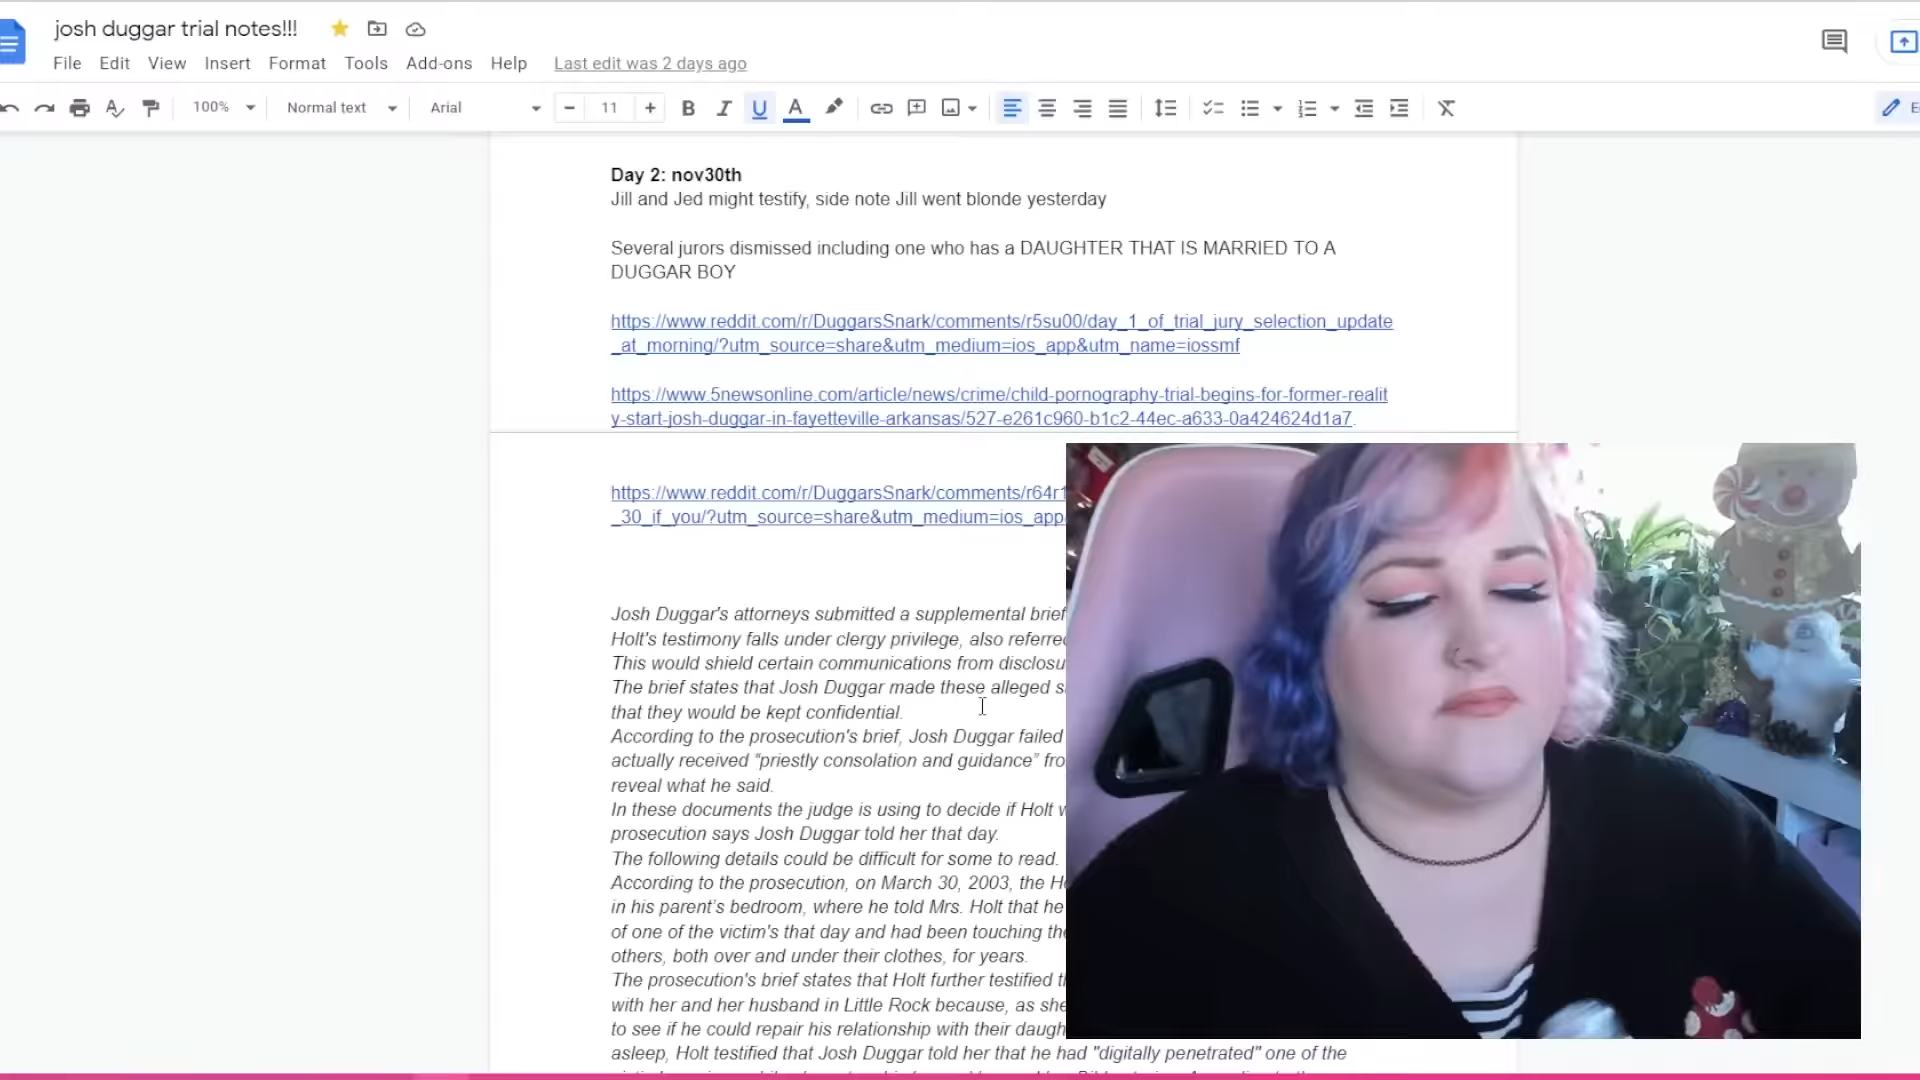 josh duggar trial notes!!!
File Edit View Insert Format Tools Add-ons Help Last edit was 2 days ago
100% Normal text Arial 11
Day 2: nov30th
Jill and Jed might testify, side note Jill went blonde yesterday
Several jurors dismissed including one who has a DAUGHTER THAT IS MARRIED TO A
DUGGAR BOY
https://www.reddit.com/r/DuggarsSnark/comments/r5su00/day_1_of_trial_jury_selection_update
_at_morning/?utm_source=share&utm_medium=ios_app&utm_name=iossmf
https://www.5newsonline.com/article/news/crime/child-pornography-trial-begins-for-former-realit
y-start-josh-duggar-in-fayetteville-arkansas/527-e261c960-b1c2-44ec-a633-0a424624d1a7.
https://www.reddit.com/r/DuggarsSnark/comments/r64r
_30_if_you/?utm_source=share&utm_medium=ios_app
Josh Duggar's attorneys submitted a supplemental brief
Holt's testimony falls under clergy privilege, also referred
This would shield certain communications from disclosu
The brief states that Josh Duggar made these alleged s
that they would be kept confidential.
According to the prosecution's brief, Josh Duggar failed
actually received "priestly consolation and guidance" fro
reveal what he said.
In these documents the judge is using to decide if Holt w
prosecution says Josh Duggar told her that day.
The following details could be difficult for some to read.
According to the prosecution, on March 30, 2003, the H
in his parent's bedroom, where he told Mrs. Holt that he
of one of the victim's that day and had been touching the
others, both over and under their clothes, for years.
The prosecution's brief states that Holt further testified t
with her and her husband in Little Rock because, as she
to see if he could repair his relationship with their daugh
asleep, Holt testified that Josh Duggar told her that he had "digitally penetrated" one of the